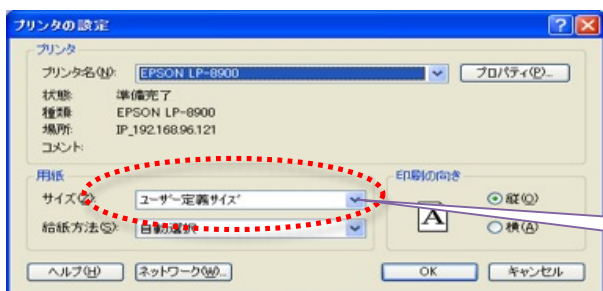 プリンタの設定
プリンタ
プリンタ名(N): EPSON LP-8900 プロパティ(P)...
状態: 準備完了
種類: EPSON LP-8900
場所: IP_192.168.96.121
コメント:
用紙
サイズ(Z): ユーザー定義サイズ
給紙方法(S): 自動選択
印刷の向き
A
縦(O)
横(A)
ヘルプ(H) ネットワーク(W)... OK キャンセル